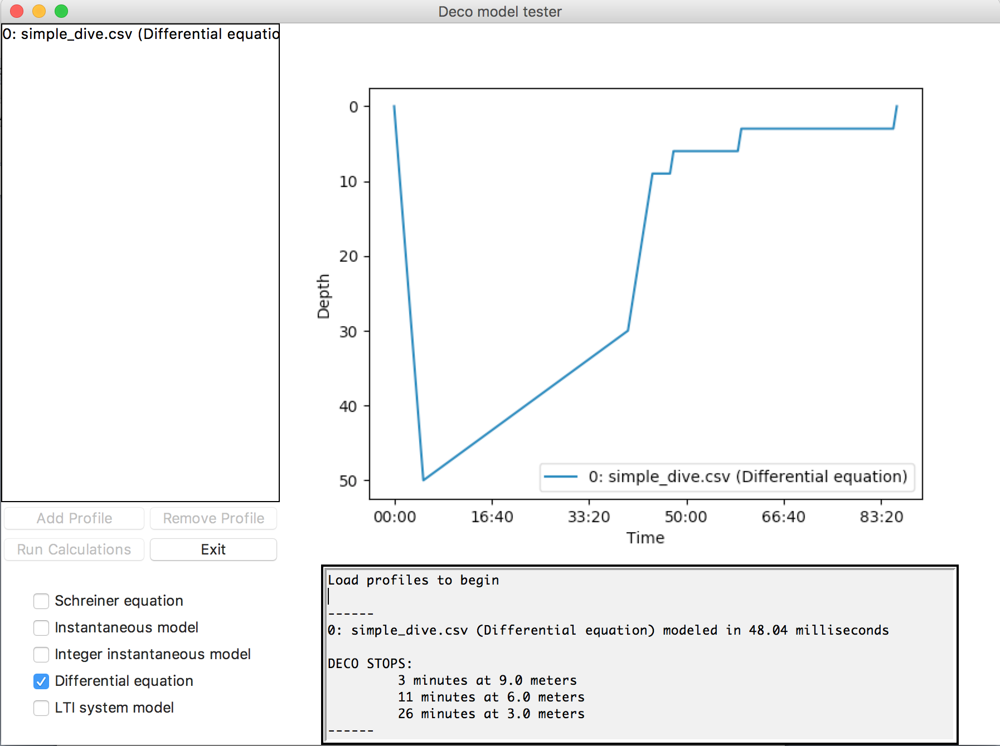 Deco model tester
0: simple_dive.csv (Differential equatio
0
10
20
30
40
50
Depth
0: simple_dive.csv (Differential equation)
00:00 16:40 33:20 50:00 66:40 83:20
Time
Add Profile Remove Profile
Run Calculations Exit
Schreiner equation
Instantaneous model
Integer instantaneous model
Differential equation
LTI system model
Load profiles to begin
------
0: simple_dive.csv (Differential equation) modeled in 48.04 milliseconds
DECO STOPS:
3 minutes at 9.0 meters
11 minutes at 6.0 meters
26 minutes at 3.0 meters
------